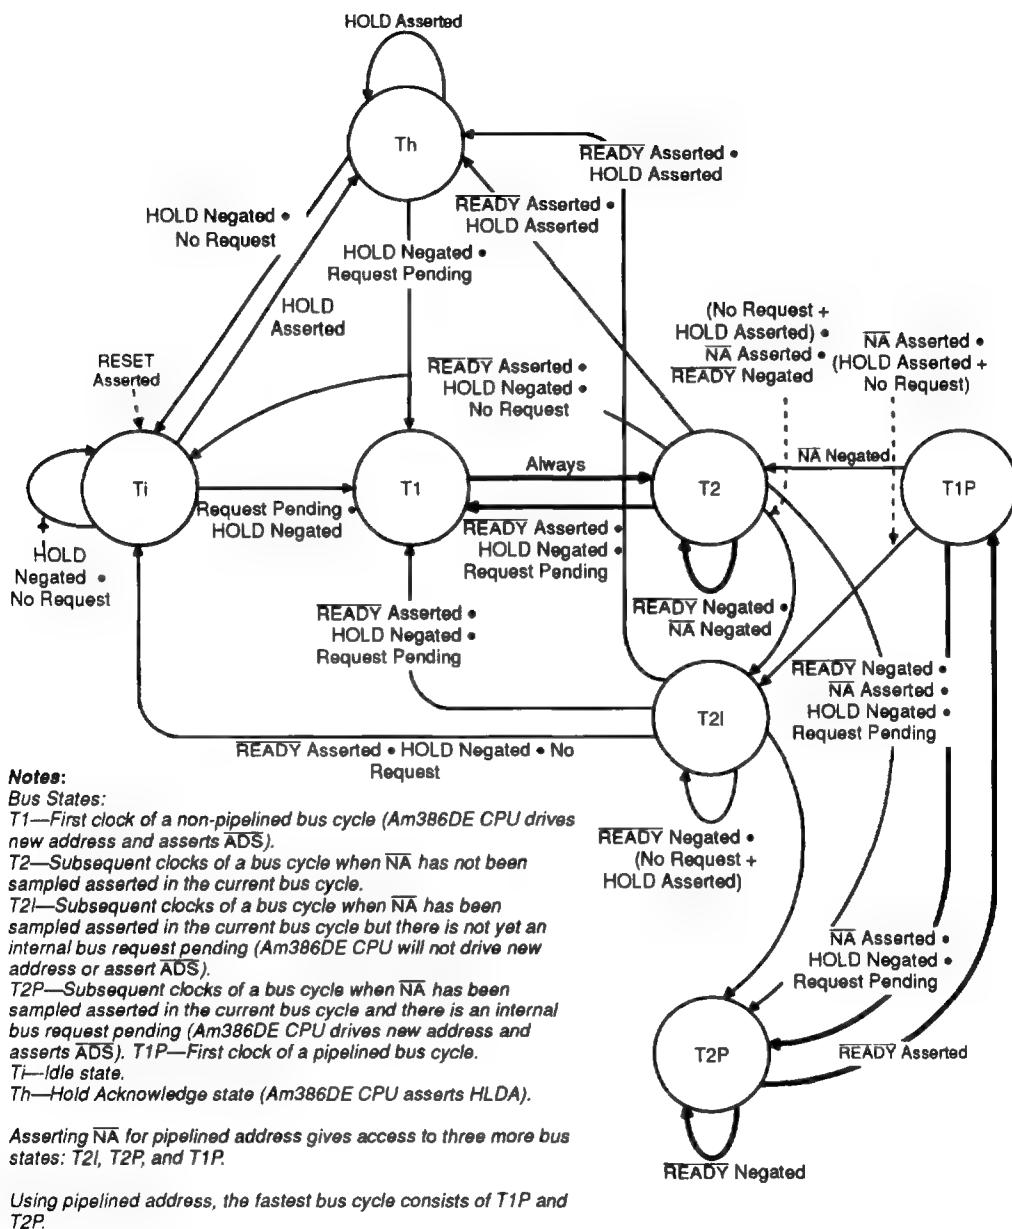 HOLD Asserted
Th
READY Asserted •
HOLD Asserted
READY Asserted •
HOLD Asserted
HOLD Negated •
No Request
HOLD Negated •
Request Pending
HOLD
Asserted
(No Request +
HOLD Asserted) •
NA Asserted •
READY Negated
NA Asserted •
(HOLD Asserted +
No Request)
RESET
Asserted
READY Asserted •
HOLD Negated •
No Request
Ti
T1
Always
T2
NA Negated
T1P
Request Pending •
HOLD Negated
READY Asserted •
HOLD Negated •
Request Pending
HOLD
Negated •
No Request
READY Asserted •
HOLD Negated •
Request Pending
READY Negated •
NA Negated
READY Negated •
NA Asserted •
HOLD Negated •
Request Pending
T2I
READY Asserted • HOLD Negated • No
Request
READY Negated •
(No Request +
HOLD Asserted)
NA Asserted •
HOLD Negated •
Request Pending
T2P
READY Asserted
READY Negated
Notes:
Bus States:
T1—First clock of a non-pipelined bus cycle (Am386DE CPU drives
new address and asserts ADS).
T2—Subsequent clocks of a bus cycle when NA has not been
sampled asserted in the current bus cycle.
T2I—Subsequent clocks of a bus cycle when NA has been
sampled asserted in the current bus cycle but there is not yet an
internal bus request pending (Am386DE CPU will not drive new
address or assert ADS).
T2P—Subsequent clocks of a bus cycle when NA has been
sampled asserted in the current bus cycle and there is an internal
bus request pending (Am386DE CPU drives new address and
asserts ADS). T1P—First clock of a pipelined bus cycle.
Ti—Idle state.
Th—Hold Acknowledge state (Am386DE CPU asserts HLDA).
Asserting NA for pipelined address gives access to three more bus
states: T2I, T2P, and T1P.
Using pipelined address, the fastest bus cycle consists of T1P and
T2P.